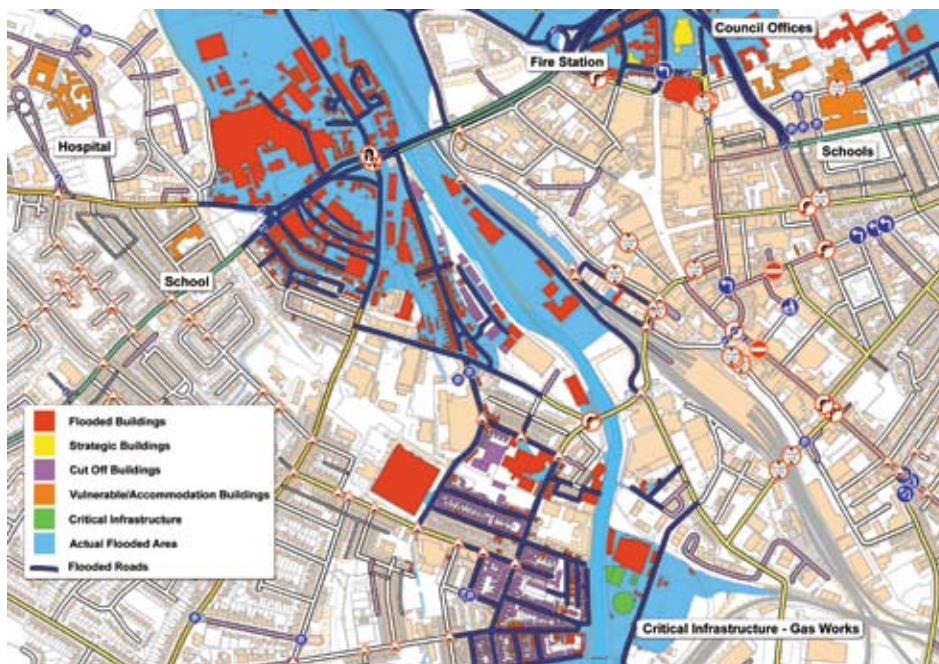 Council Offices
Fire Station
Hospital
Schools
School
Flooded Buildings
Strategic Buildings
Cut Off Buildings
Vulnerable/Accommodation Buildings
Critical Infrastructure
Actual Flooded Area
Flooded Roads
Critical Infrastructure - Gas Works